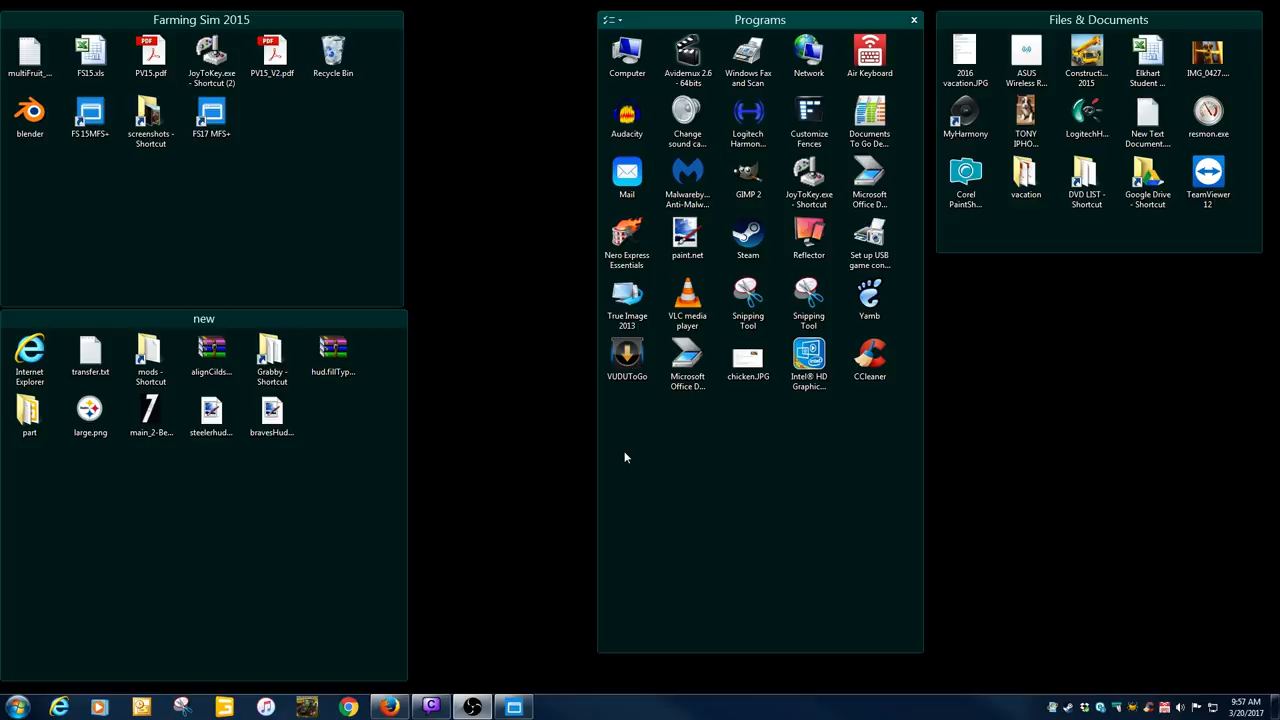 Farming Sim 2015
multiFruit_...
FS15.xls
PV15.pdf
JoyToKey.exe
- Shortcut (2)
PV15_V2.pdf
Recycle Bin
blender
FS 15MFS+
screenshots -
Shortcut
FS17 MFS+
new
Internet
Explorer
transfer.txt
mods -
Shortcut
alignCilds...
Grabby -
Shortcut
hud.fillTyp...
part
large.png
main_2-Be...
steelerhud...
bravesHud...
Programs
Computer
Avidemux 2.6
- 64bits
Windows Fax
and Scan
Network
Air Keyboard
Audacity
Change
sound ca...
Logitech
Harmon...
Customize
Fences
Documents
To Go De...
Mail
Malwareby...
Anti-Malw...
GIMP 2
JoyToKey.exe
- Shortcut
Microsoft
Office D...
Nero Express
Essentials
paint.net
Steam
Reflector
Set up USB
game con...
True Image
2013
VLC media
player
Snipping
Tool
Snipping
Tool
Yamb
VUDUToGo
Microsoft
Office D...
chicken.JPG
Intel® HD
Graphic...
CCleaner
Files & Documents
2016
vacation.JPG
ASUS
Wireless R...
Constructi...
2015
Elkhart
Student ...
IMG_0427....
MyHarmony
TONY
IPHO...
LogitechH...
New Text
Document....
resmon.exe
Corel
PaintSh...
vacation
DVD LIST -
Shortcut
Google Drive
- Shortcut
TeamViewer
12
9:57 AM
3/20/2017